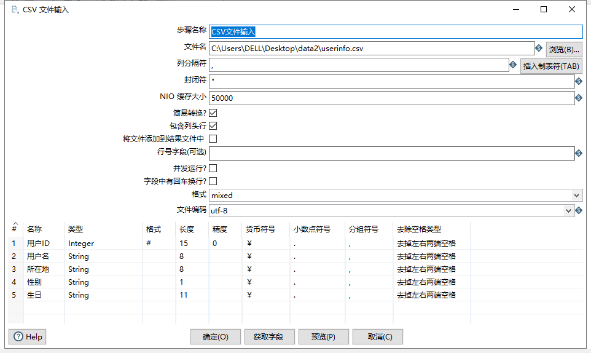 CSV 文件输入
步骤名称 CSV文件输入
文件名 C:\Users\DELL\Desktop\data2\userinfo.csv 浏览(B)...
列分隔符 , 插入制表符(TAB)
封闭符 "
NIO 缓存大小 50000
简易转换?
包含列头行
将文件添加到结果文件中
行号字段(可选)
并发运行?
字段中有回车换行?
格式 mixed
文件编码 utf-8
# 名称 类型 格式 长度 精度 货币符号 小数点符号 分组符号 去除空格类型
1 用户ID Integer # 15 0 ¥ . , 去掉左右两端空格
2 用户名 String 8 ¥ . , 去掉左右两端空格
3 所在地 String 8 ¥ . , 去掉左右两端空格
4 性别 String 1 ¥ . , 去掉左右两端空格
5 生日 String 11 ¥ . , 去掉左右两端空格
Help 确定(O) 获取字段 预览(P) 取消(C)